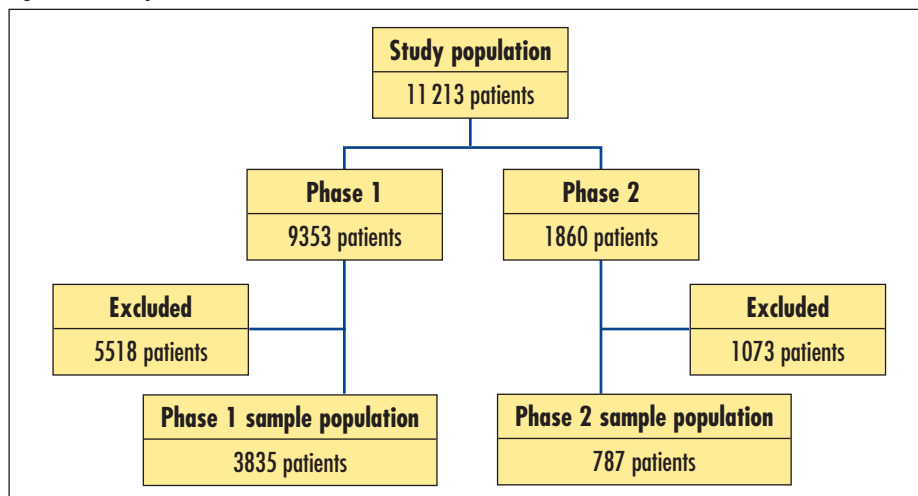 Study population
11 213 patients
Phase 1
9353 patients
Phase 2
1860 patients
Excluded
5518 patients
Excluded
1073 patients
Phase 1 sample population
3835 patients
Phase 2 sample population
787 patients